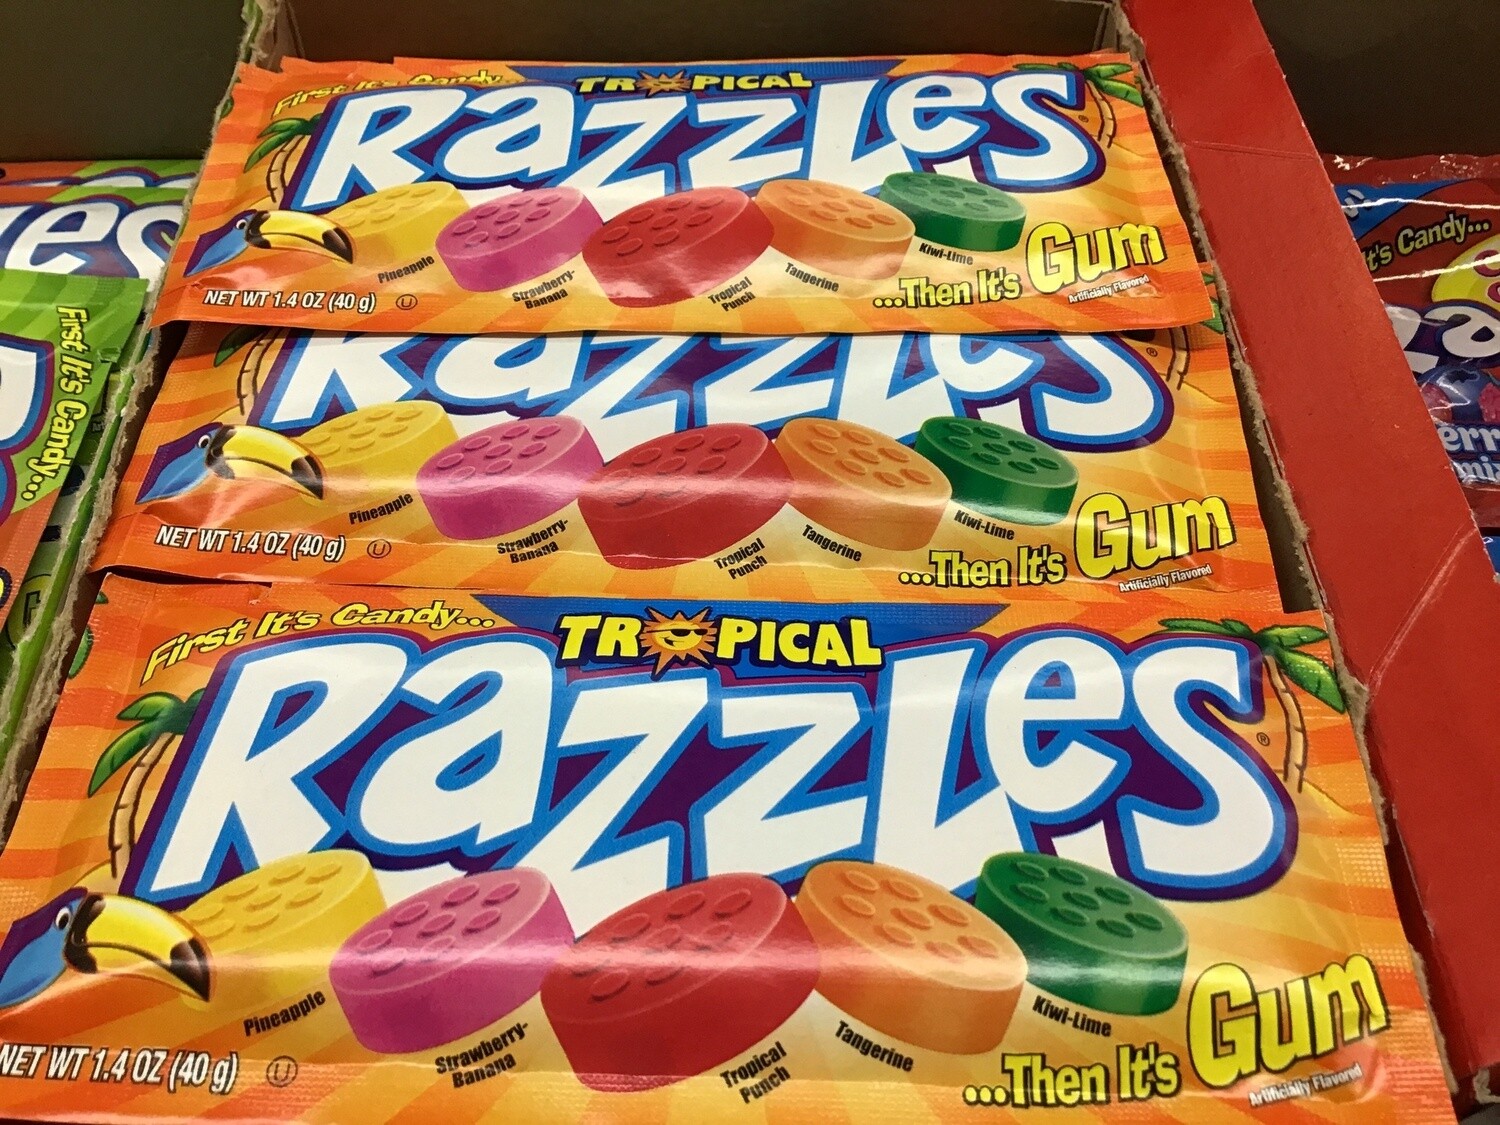 First It's Candy...
TROPICAL
Razzles
®
Pineapple
Strawberry-
Banana
Tropical
Punch
Tangerine
Kiwi-Lime
...Then It's Gum
Artificially Flavored
NET WT 1.4 OZ (40 g)
U
Razzles
®
Pineapple
Strawberry-
Banana
Tropical
Punch
Tangerine
Kiwi-Lime
...Then It's Gum
Artificially Flavored
NET WT 1.4 OZ (40 g)
U
First It's Candy...
TROPICAL
Razzles
®
Pineapple
Strawberry-
Banana
Tropical
Punch
Tangerine
Kiwi-Lime
...Then It's Gum
Artificially Flavored
NET WT 1.4 OZ (40 g)
U
es
First It's Candy...
It's Candy...